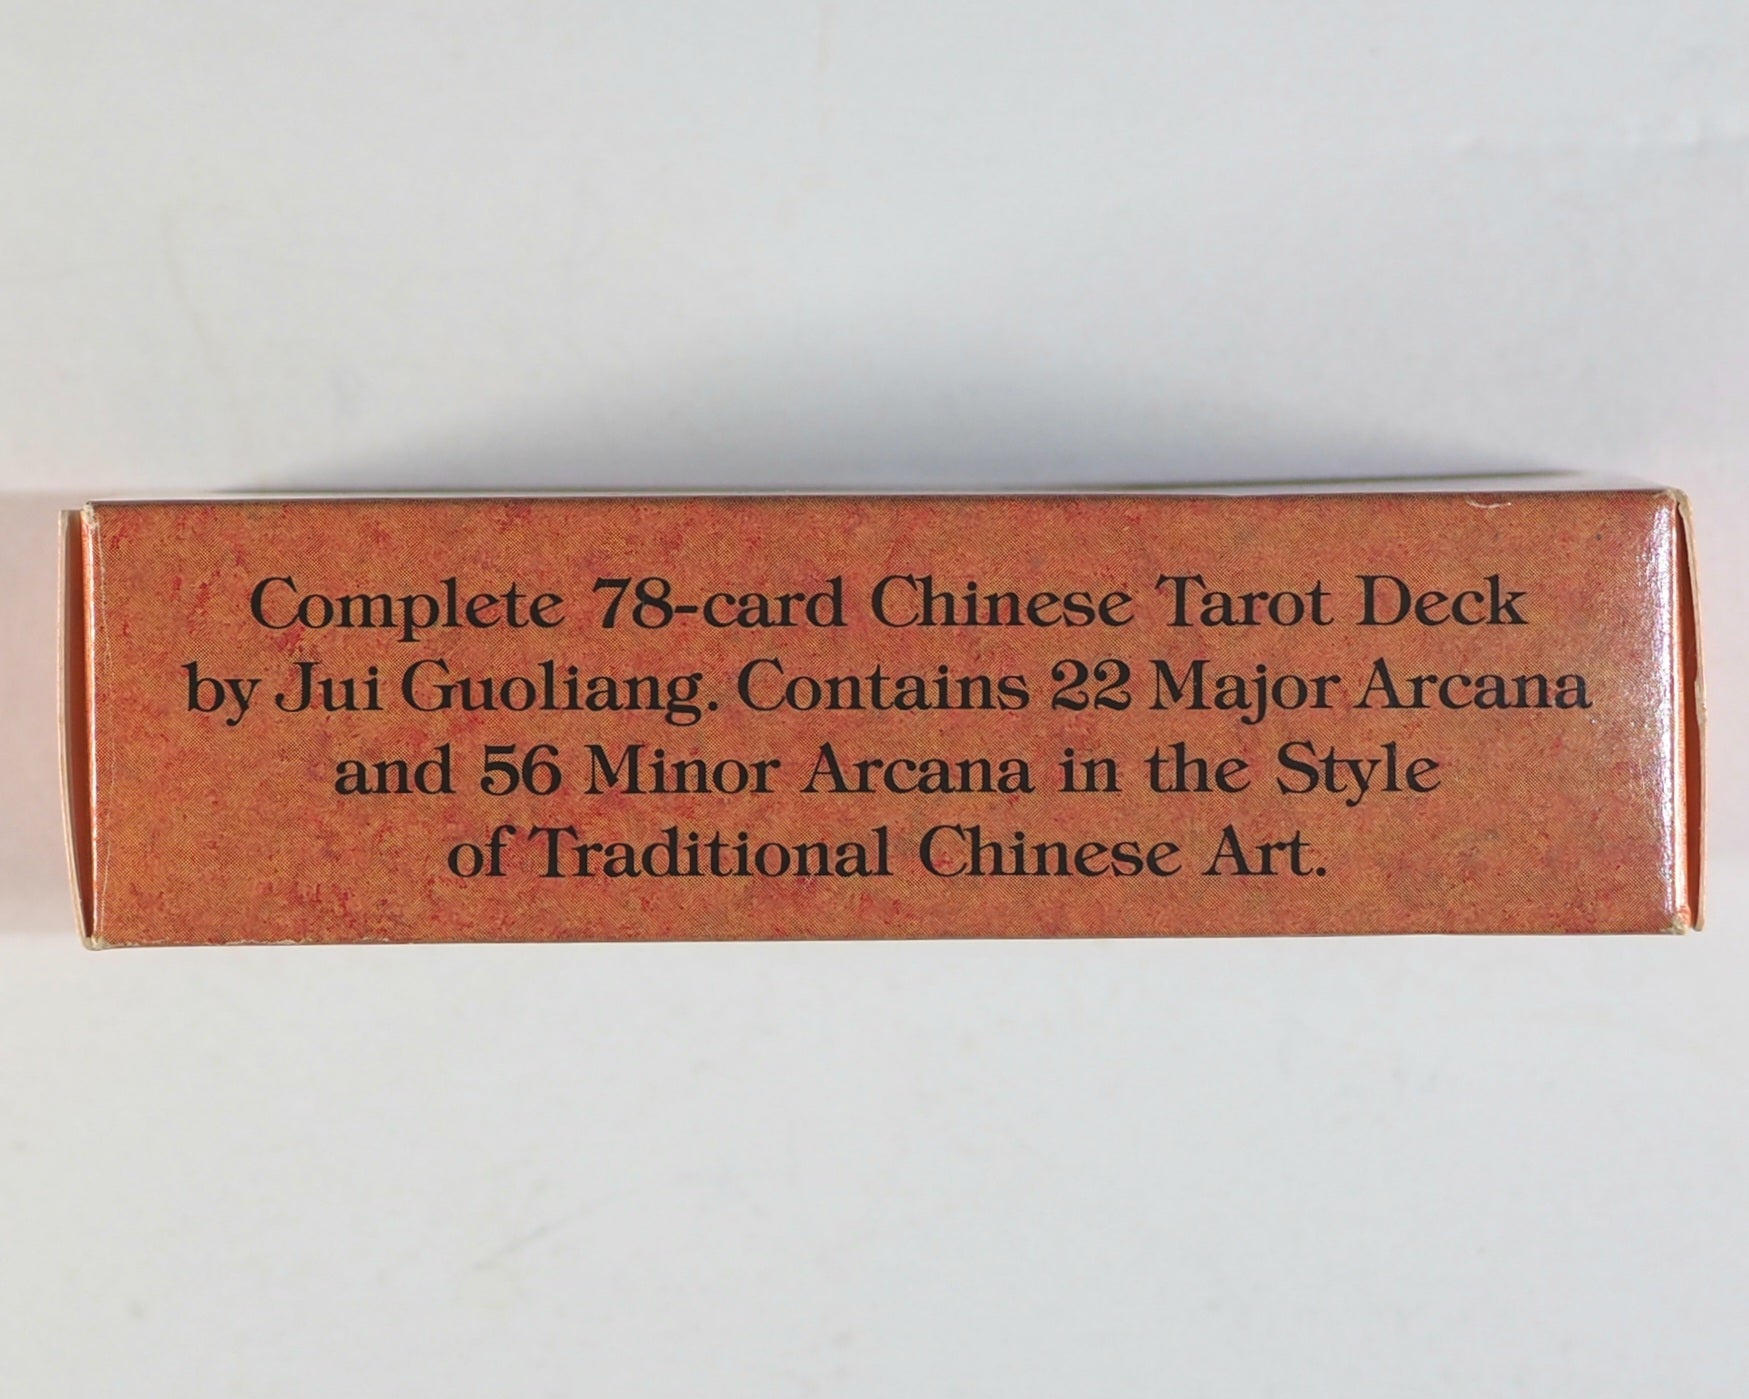 Complete 78-card Chinese Tarot Deck
by Jui Guoliang. Contains 22 Major Arcana
and 56 Minor Arcana in the Style
of Traditional Chinese Art.